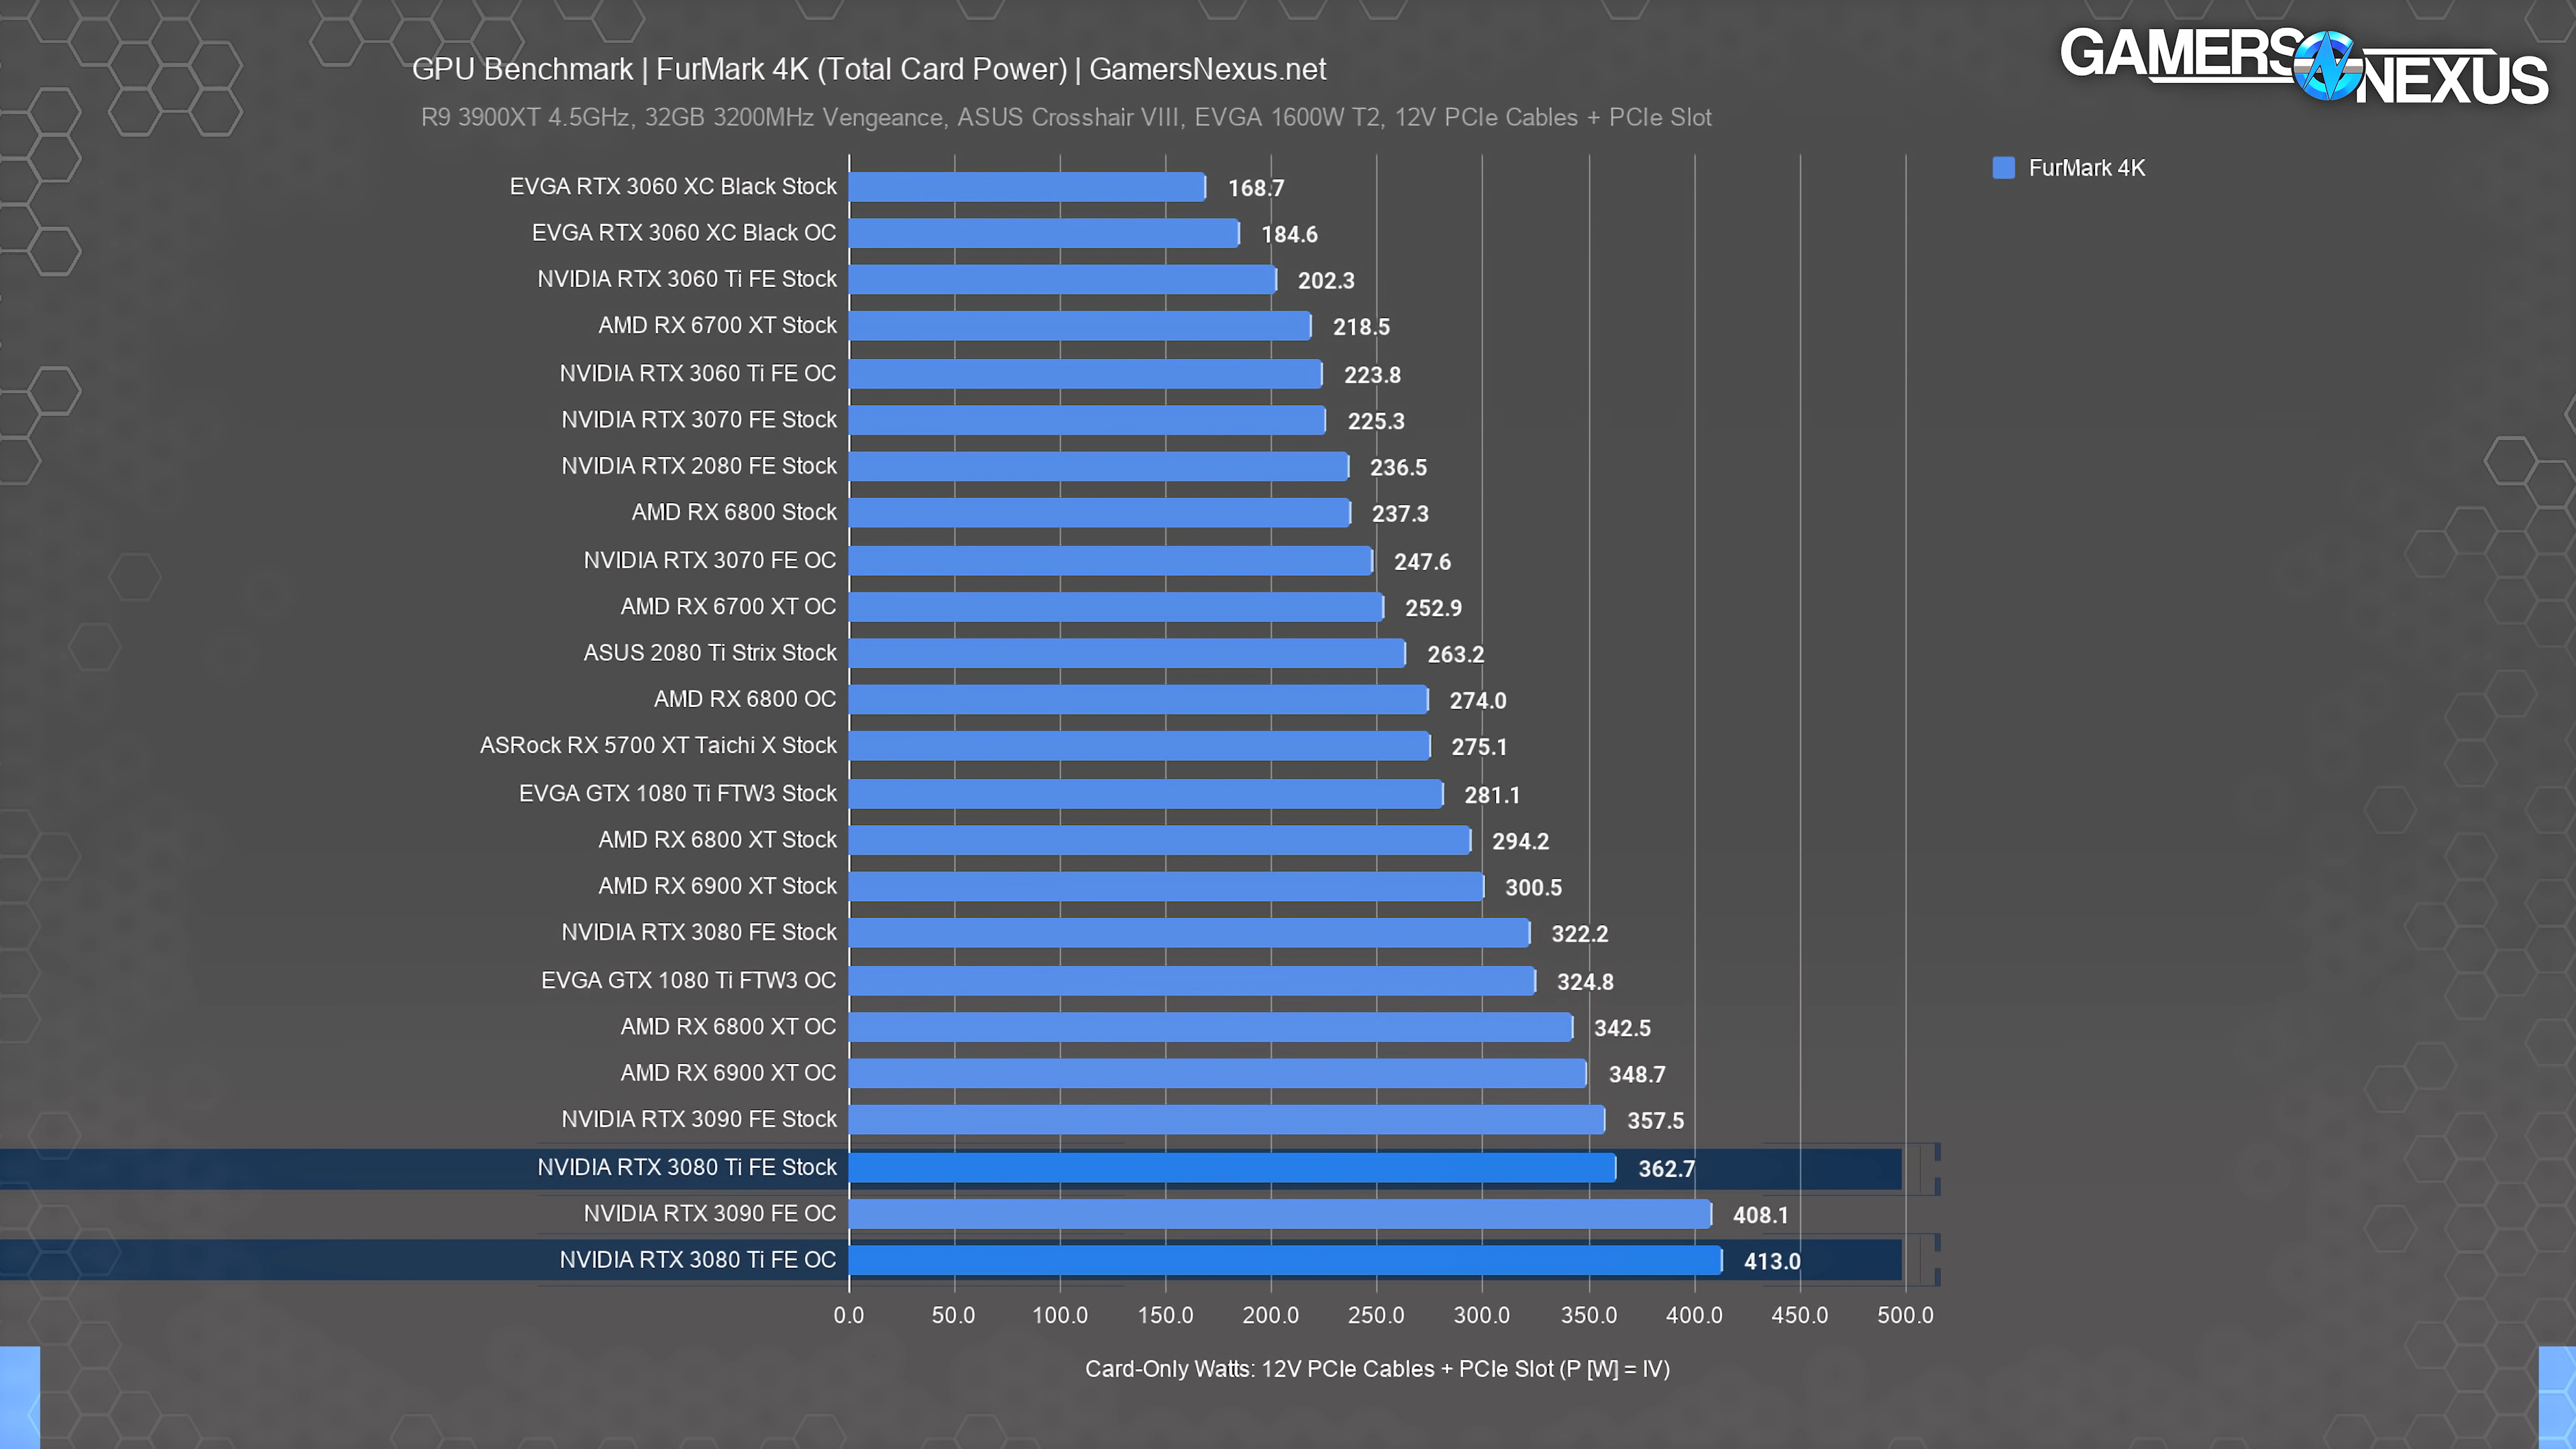 GAMERS NEXUS
GPU Benchmark | FurMark 4K (Total Card Power) | GamersNexus.net
R9 3900XT 4.5GHz, 32GB 3200MHz Vengeance, ASUS Crosshair VIII, EVGA 1600W T2, 12V PCIe Cables + PCIe Slot
FurMark 4K
EVGA RTX 3060 XC Black Stock 168.7
EVGA RTX 3060 XC Black OC 184.6
NVIDIA RTX 3060 Ti FE Stock 202.3
AMD RX 6700 XT Stock 218.5
NVIDIA RTX 3060 Ti FE OC 223.8
NVIDIA RTX 3070 FE Stock 225.3
NVIDIA RTX 2080 FE Stock 236.5
AMD RX 6800 Stock 237.3
NVIDIA RTX 3070 FE OC 247.6
AMD RX 6700 XT OC 252.9
ASUS 2080 Ti Strix Stock 263.2
AMD RX 6800 OC 274.0
ASRock RX 5700 XT Taichi X Stock 275.1
EVGA GTX 1080 Ti FTW3 Stock 281.1
AMD RX 6800 XT Stock 294.2
AMD RX 6900 XT Stock 300.5
NVIDIA RTX 3080 FE Stock 322.2
EVGA GTX 1080 Ti FTW3 OC 324.8
AMD RX 6800 XT OC 342.5
AMD RX 6900 XT OC 348.7
NVIDIA RTX 3090 FE Stock 357.5
NVIDIA RTX 3080 Ti FE Stock 362.7
NVIDIA RTX 3090 FE OC 408.1
NVIDIA RTX 3080 Ti FE OC 413.0
0.0 50.0 100.0 150.0 200.0 250.0 300.0 350.0 400.0 450.0 500.0
Card-Only Watts: 12V PCIe Cables + PCIe Slot (P [W] = IV)